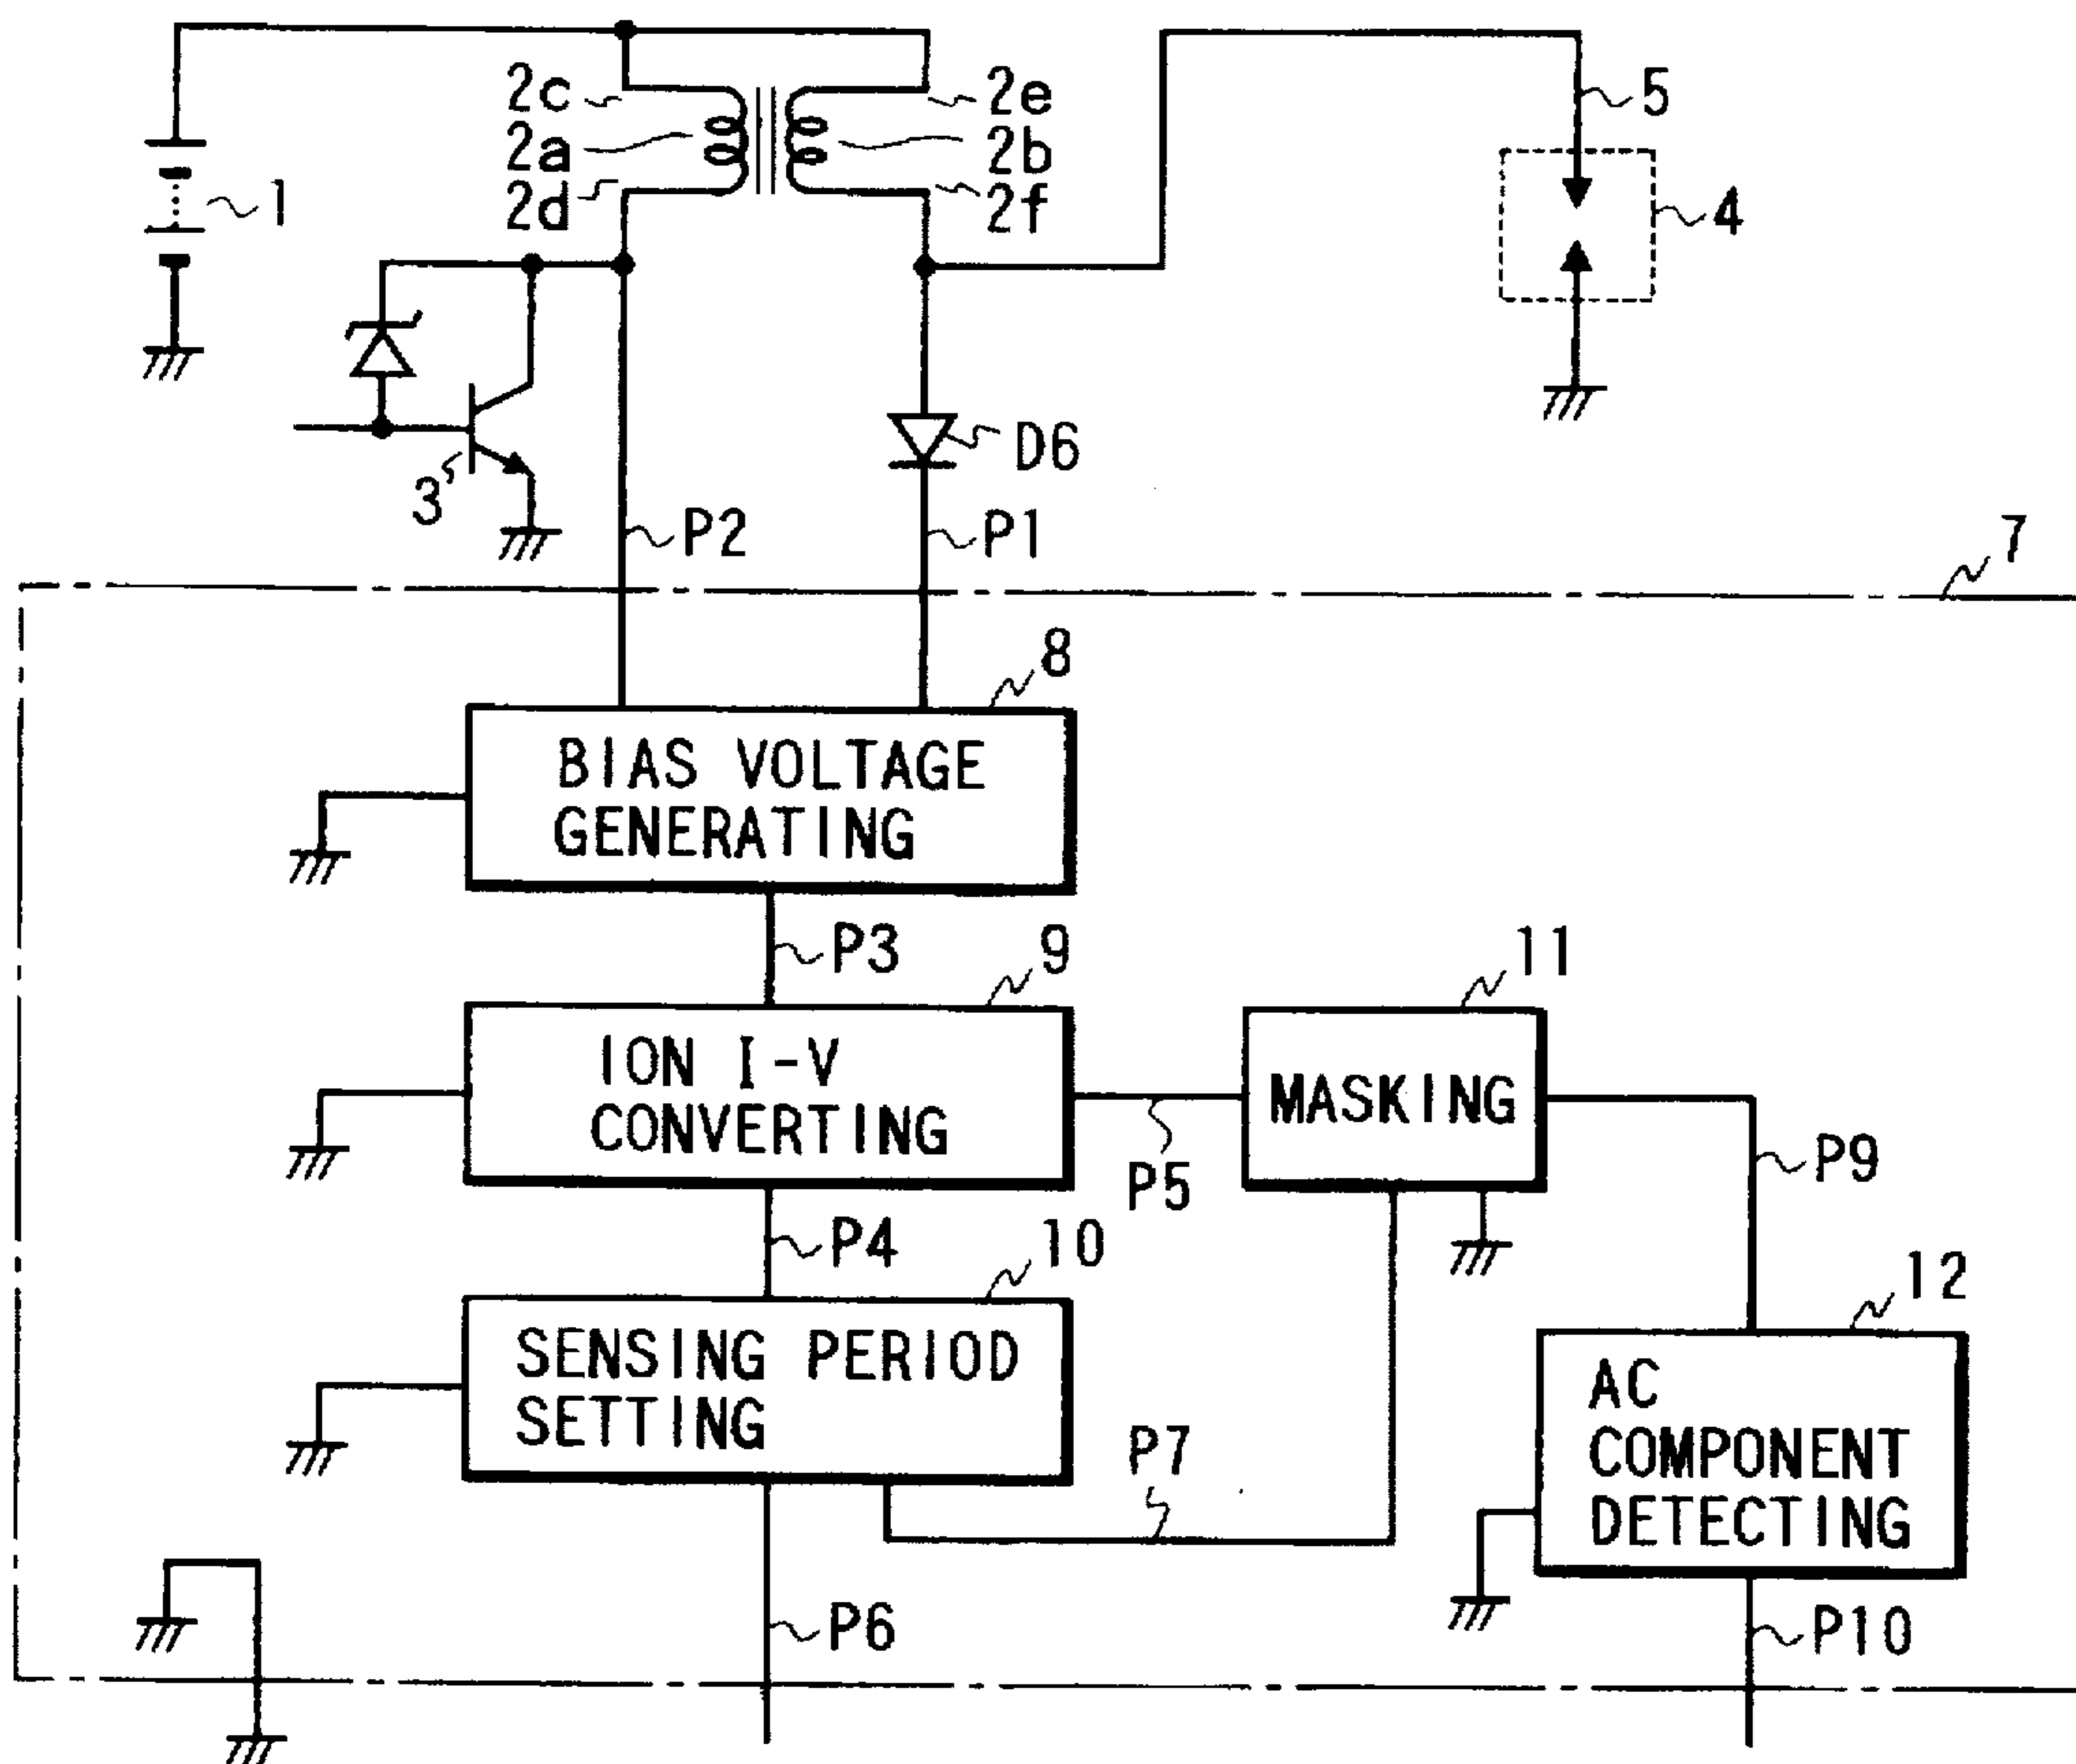 2c
2e
5
2a
2b
1
2d
2f
4
D6
3
P2
P1
7
8
BIAS VOLTAGE
GENERATING
P3
9
11
ION I-V
CONVERTING
MASKING
P5
P9
P4
10
12
SENSING PERIOD
SETTING
AC
COMPONENT
DETECTING
P7
P6
P10